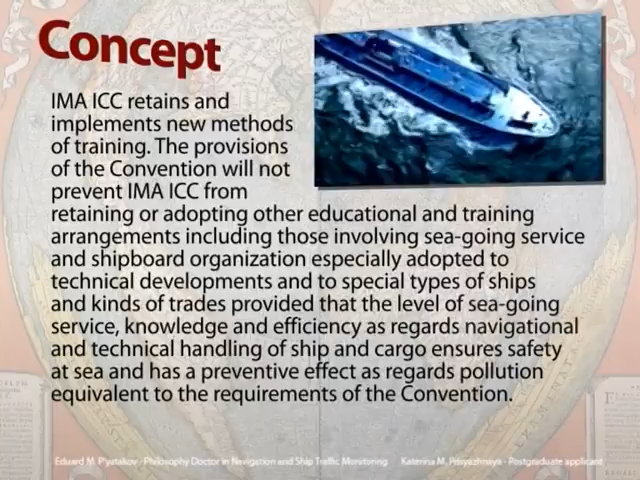 Concept
IMA ICC retains and
implements new methods
of training. The provisions
of the Convention will not
prevent IMA ICC from
retaining or adopting other educational and training
arrangements including those involving sea-going service
and shipboard organization especially adopted to
technical developments and to special types of ships
and kinds of trades provided that the level of sea-going
service, knowledge and efficiency as regards navigational
and technical handling of ship and cargo ensures safety
at sea and has a preventive effect as regards pollution
equivalent to the requirements of the Convention.
Eduard M. P'yatakov - Philosophy Doctor in Navigation and Ship Traffic Monitoring Katerina M. - Postgraduate applicant